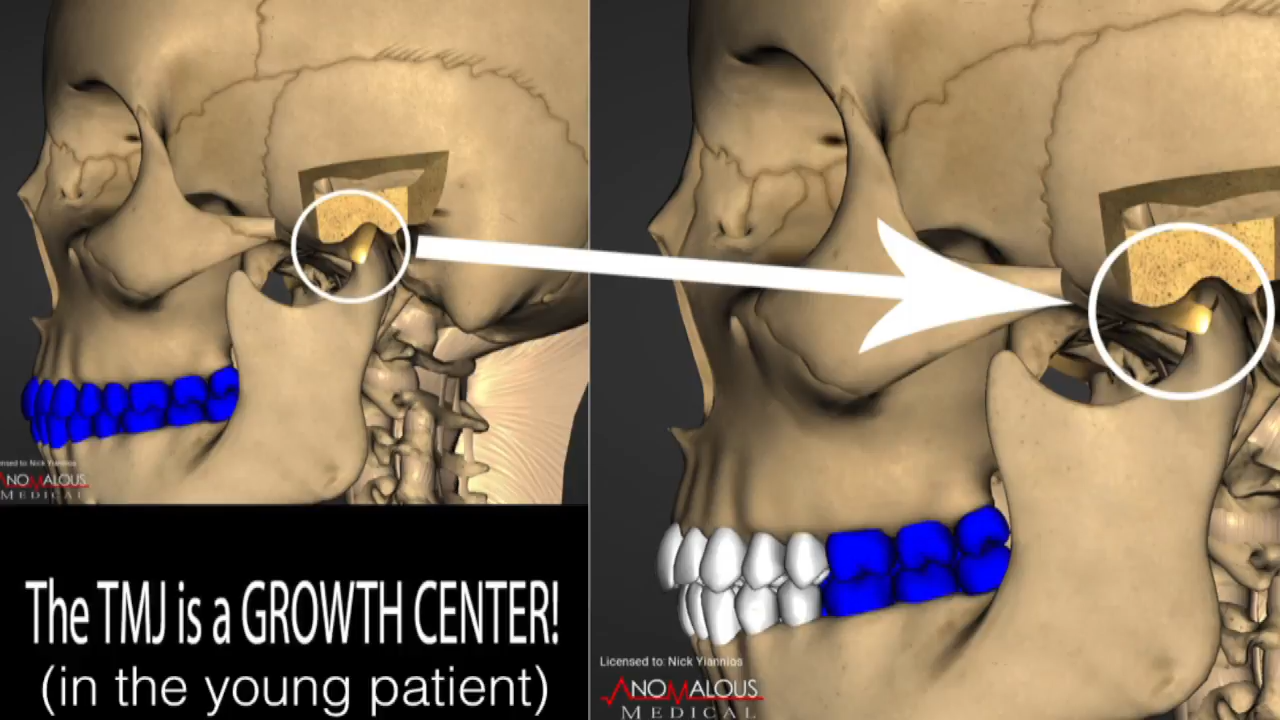 nsed to: Nick Yiannios
ANOMALOUS
MEDICAL
The TMJ is a GROWTH CENTER!
(in the young patient)
Licensed to: Nick Yiannios
ANOMALOUS
MEDICAL